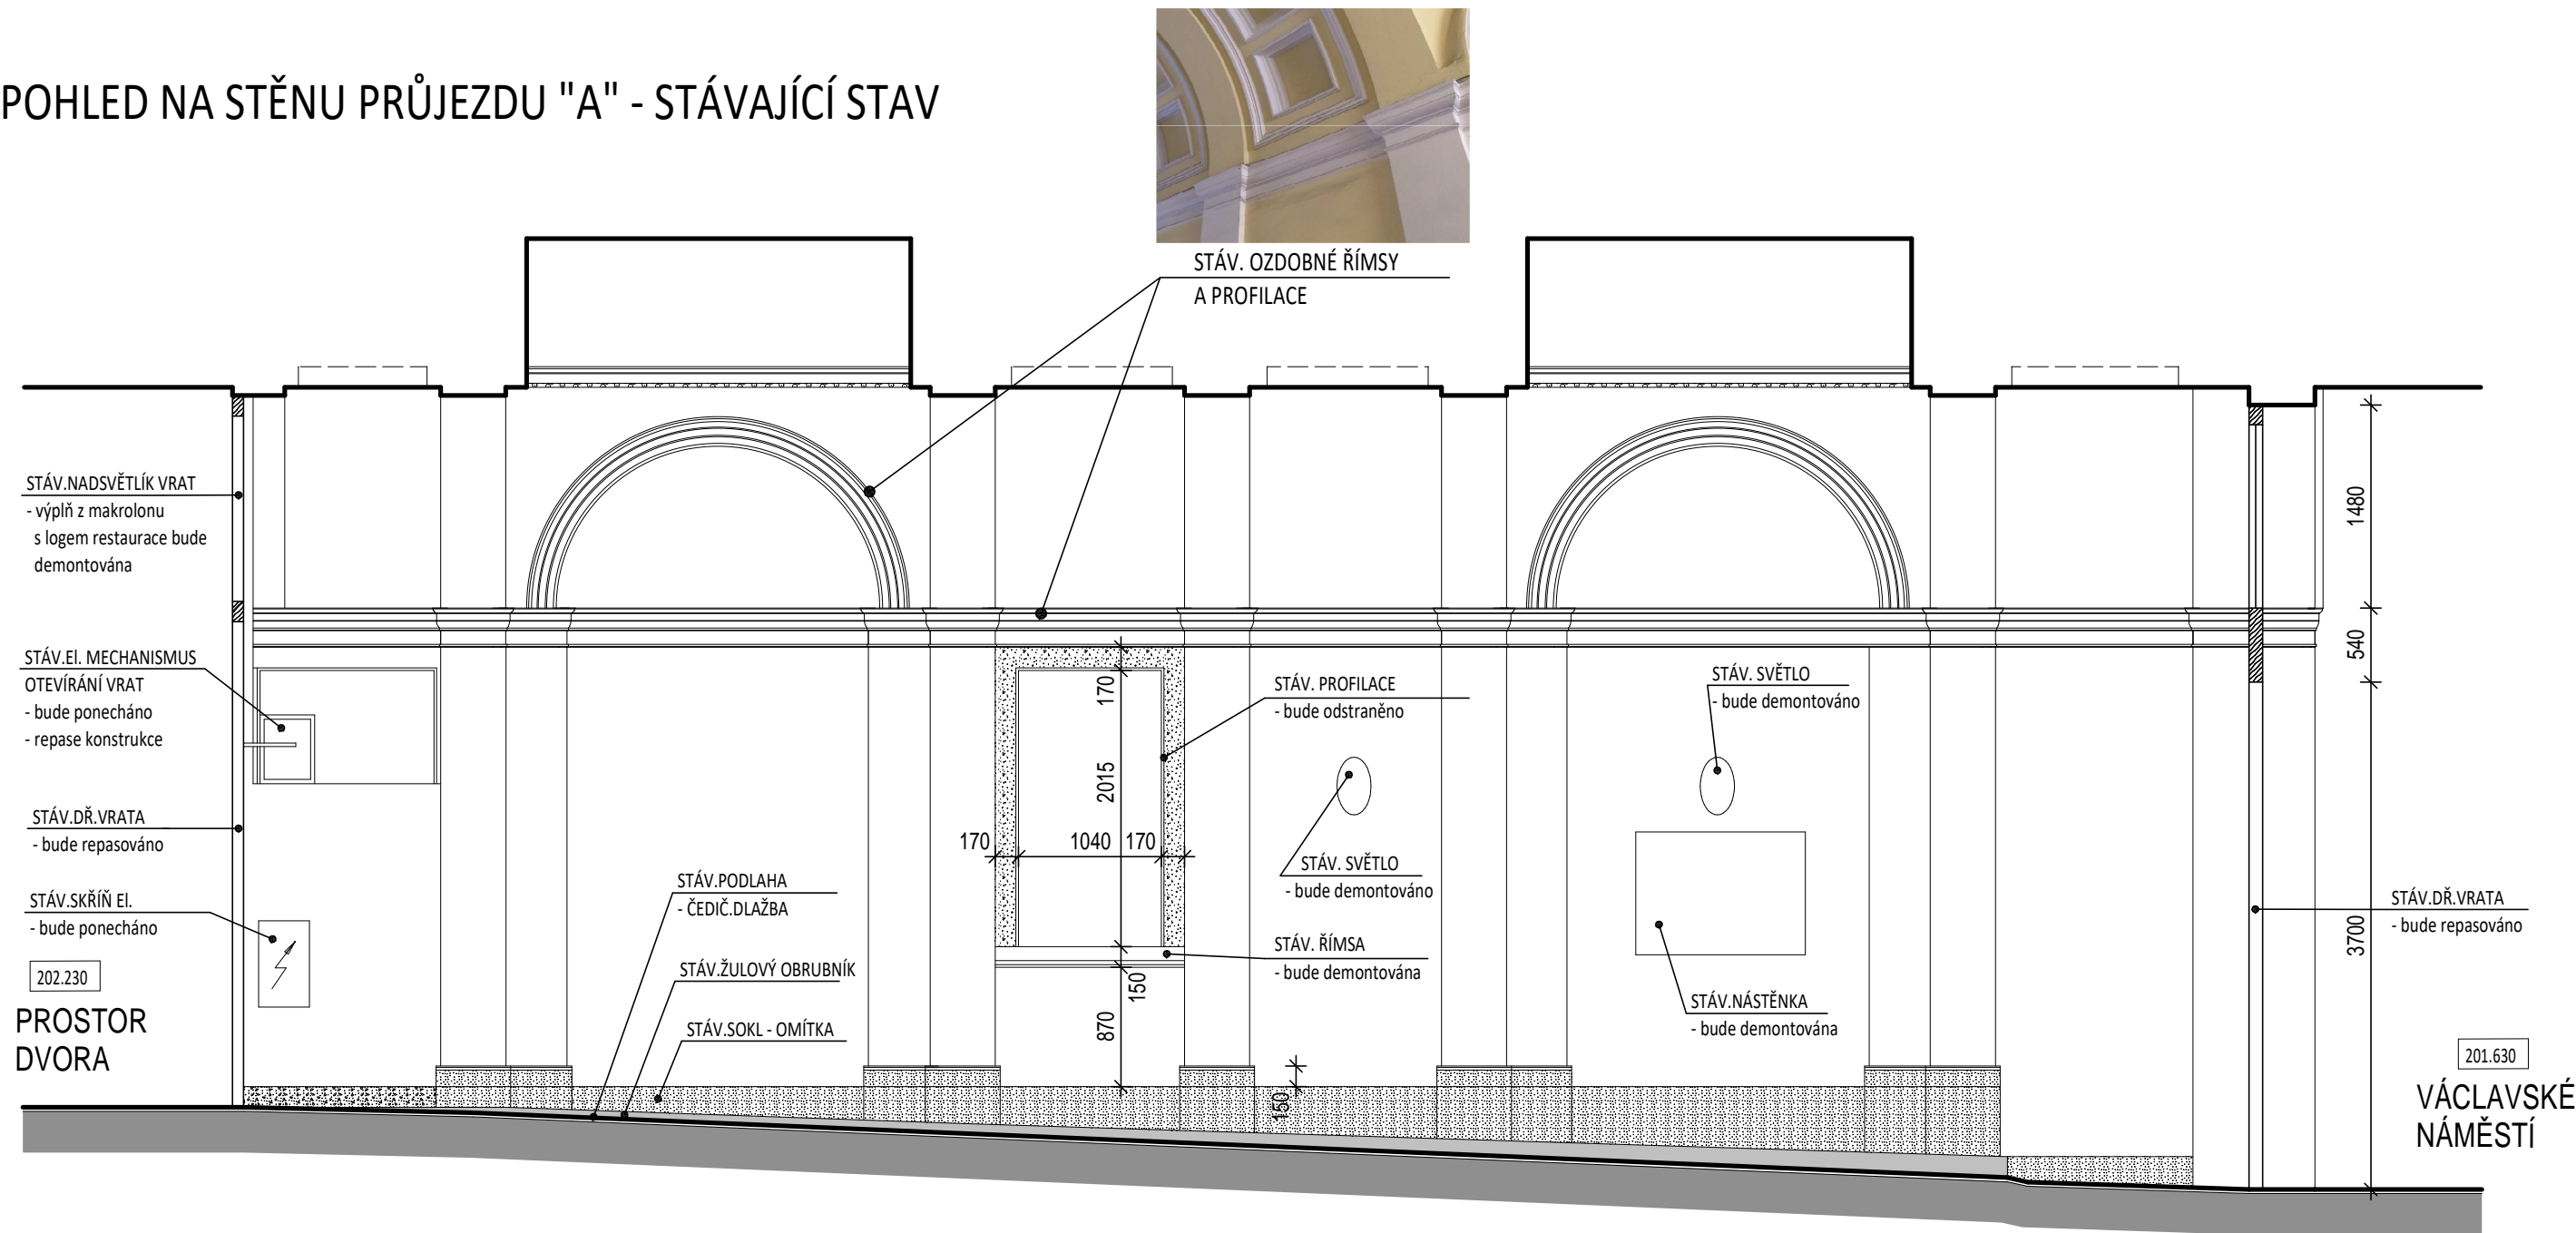 POHLED NA STĚNU PRŮJEZDU "A" - STÁVAJÍCÍ STAV
STÁV. OZDOBNÉ ŘÍMSY
A PROFILACE
STÁV.NADSVĚTLÍK VRAT
- výplň z makrolonu
s logem restaurace bude
demontována
STÁV.El. MECHANISMUS
OTEVÍRÁNÍ VRAT
- bude ponecháno
- repase konstrukce
STÁV.DŘ.VRATA
- bude repasováno
STÁV.SKŘÍŇ El.
- bude ponecháno
202.230
PROSTOR
DVORA
STÁV.PODLAHA
- ČEDIČ.DLAŽBA
STÁV.ŽULOVÝ OBRUBNÍK
STÁV.SOKL - OMÍTKA
170
2015
170
1040
170
150
870
STÁV. PROFILACE
- bude odstraněno
STÁV. SVĚTLO
- bude demontováno
STÁV. ŘÍMSA
- bude demontována
150
STÁV. SVĚTLO
- bude demontováno
STÁV.NÁSTĚNKA
- bude demontována
1480
540
3700
STÁV.DŘ.VRATA
- bude repasováno
201.630
VÁCLAVSKÉ
NÁMĚSTÍ